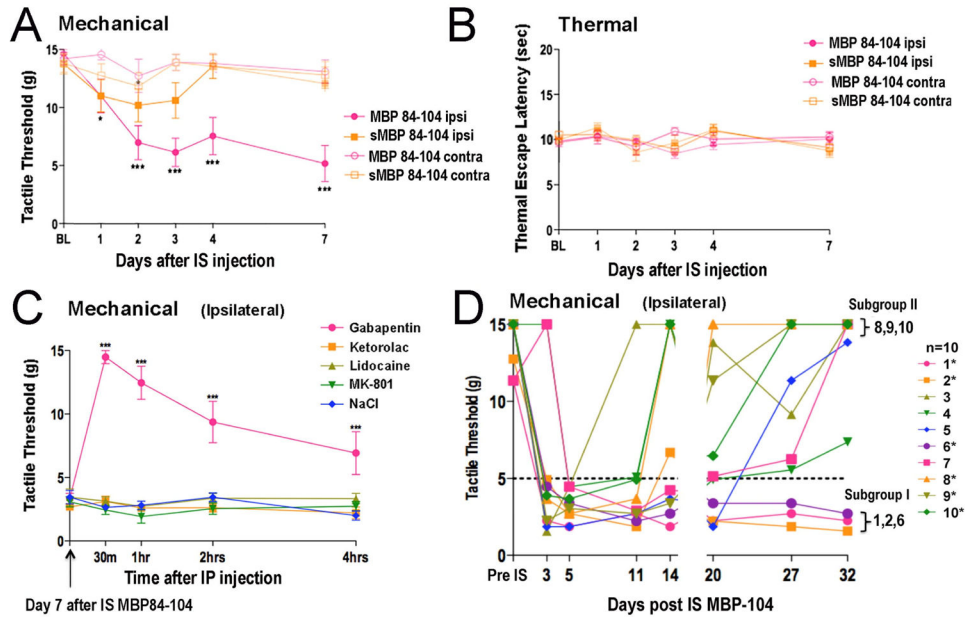 A Mechanical
Tactile Threshold (g)
15
10
5
0
BL 1 2 3 4 7
Days after IS injection
*
*
***
***
***
***
MBP 84-104 ipsi
sMBP 84-104 ipsi
MBP 84-104 contra
sMBP 84-104 contra
B Thermal
Thermal Escape Latency (sec)
20
15
10
5
0
BL 1 2 3 4 7
Days after IS injection
MBP 84-104 ipsi
sMBP 84-104 ipsi
MBP 84-104 contra
sMBP 84-104 contra
C Mechanical (Ipsilateral)
Tactile Threshold (g)
15
10
5
0
***
***
***
***
30m 1hr 2hrs 4hrs
Time after IP injection
Day 7 after IS MBP84-104
Gabapentin
Ketorolac
Lidocaine
MK-801
NaCl
D Mechanical (Ipsilateral)
Tactile Threshold (g)
15
10
5
0
Pre IS 3 5 11 14 20 27 32
Days post IS MBP-104
Subgroup II
8,9,10
Subgroup I
1,2,6
n=10
1*
2*
3
4
5
6*
7
8*
9*
10*